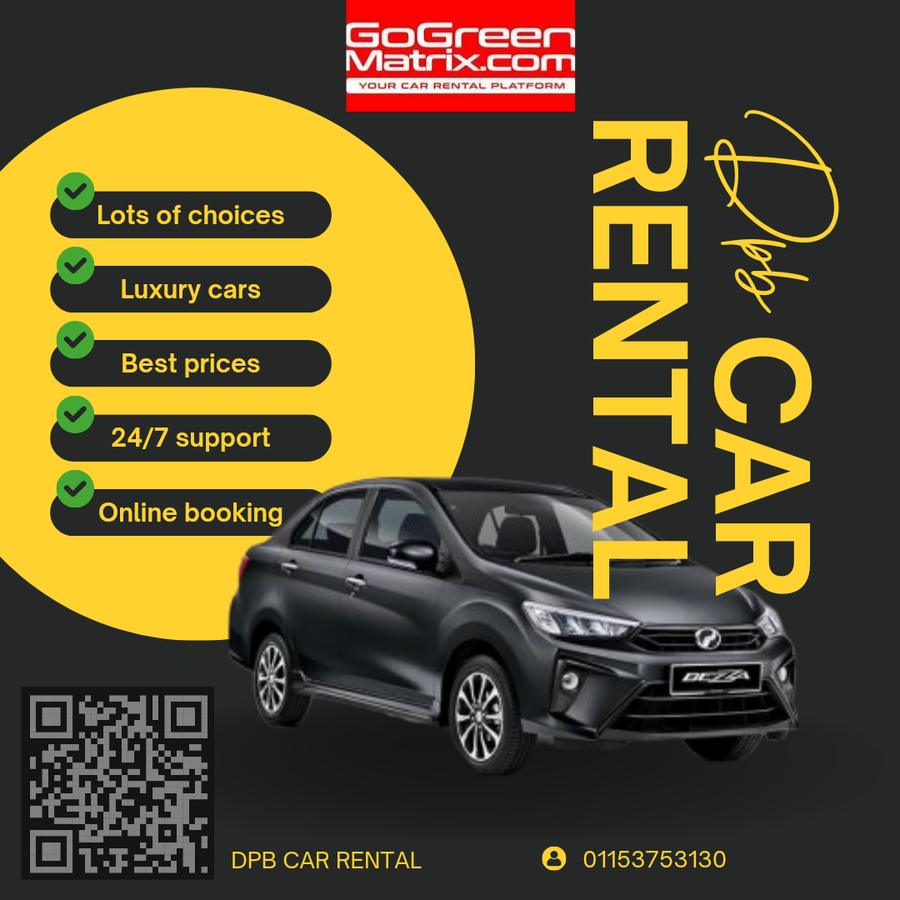 GoGreen
Matrix.com
YOUR CAR RENTAL PLATFORM
Lots of choices
Luxury cars
Best prices
24/7 support
Online booking
Dpb CAR
RENTAL
BEZZA
DPB CAR RENTAL
01153753130